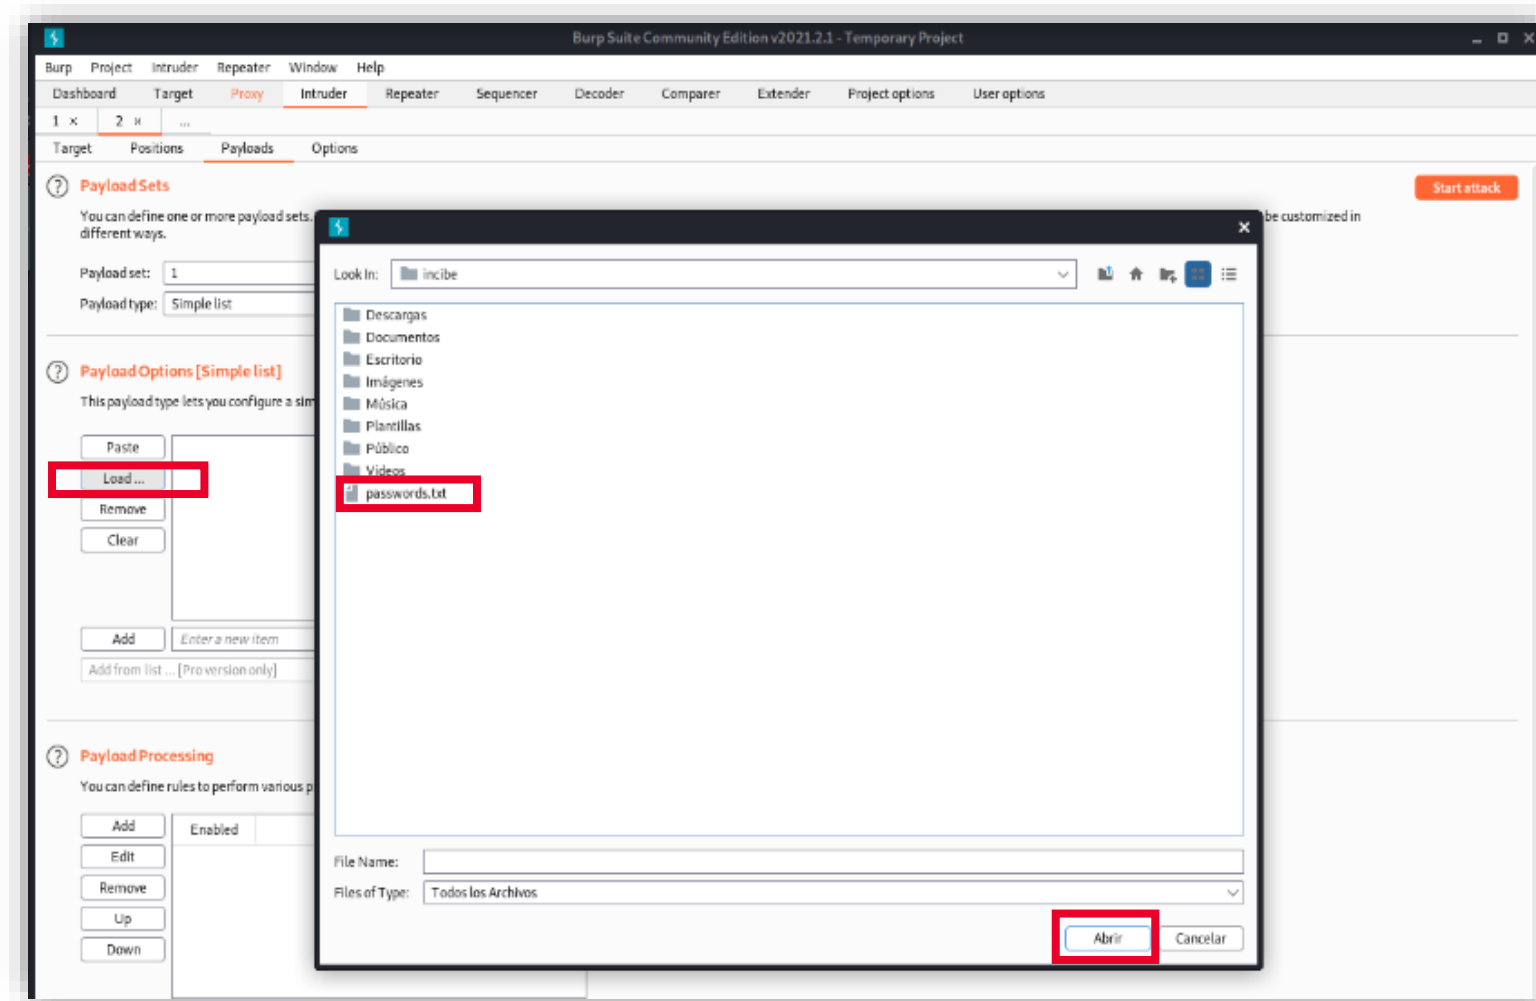 Burp Suite Community Edition v2021.2.1 - Temporary Project
Burp Project Intruder Repeater Window Help
Dashboard Target Proxy Intruder Repeater Sequencer Decoder Comparer Extender Project options User options
1 × 2 × ...
Target Positions Payloads Options
? Payload Sets
Start attack
You can define one or more payload sets.
be customized in
different ways.
Payload set: 1
Payload type: Simple list
? Payload Options [Simple list]
This payload type lets you configure a sim
Paste
Load ...
Remove
Clear
Add Enter a new item
Add from list ... [Pro version only]
? Payload Processing
You can define rules to perform various p
Add
Enabled
Edit
Remove
Up
Down
Look In: incibe
Descargas
Documentos
Escritorio
Imágenes
Música
Plantillas
Público
Vídeos
passwords.txt
File Name:
Files of Type: Todos los Archivos
Abrir Cancelar